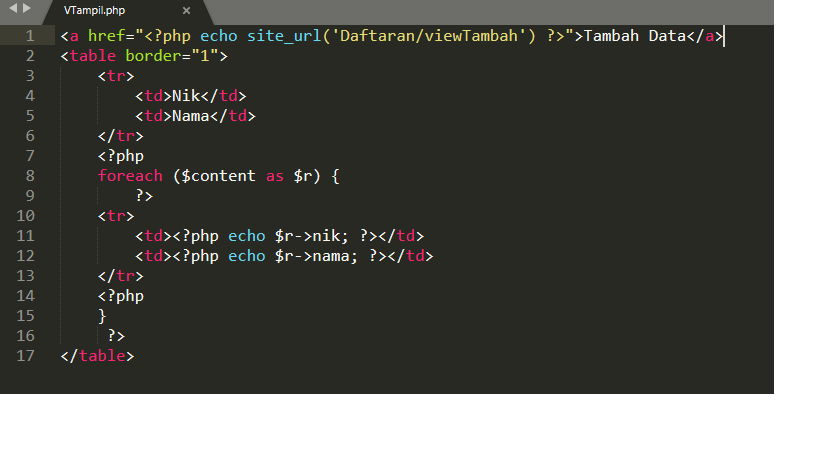 VTampil.php ×
1 <a href="<?php echo site_url('Daftaran/viewTambah') ?>">Tambah Data</a>
2 <table border="1">
3     <tr>
4         <td>Nik</td>
5         <td>Nama</td>
6     </tr>
7     <?php
8     foreach ($content as $r) {
9         ?>
10     <tr>
11         <td><?php echo $r->nik; ?></td>
12         <td><?php echo $r->nama; ?></td>
13     </tr>
14     <?php
15     }
16      ?>
17 </table>